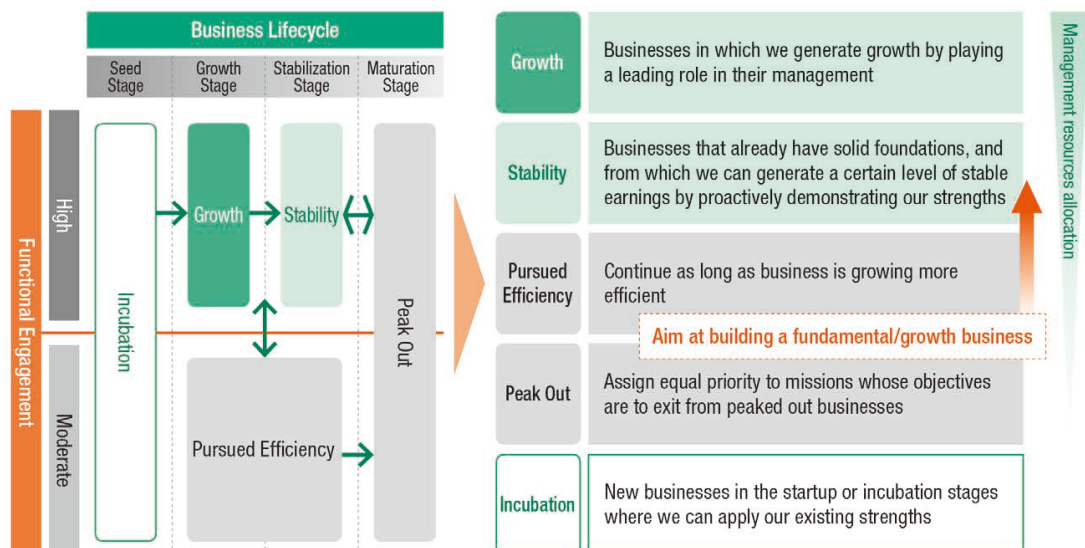 Business Lifecycle
Seed
Stage
Growth
Stage
Stabilization
Stage
Maturation
Stage
Functional Engagement
High
Moderate
Incubation
Growth
Stability
Peak Out
Pursued Efficiency
Growth
Businesses in which we generate growth by playing
a leading role in their management
Stability
Businesses that already have solid foundations, and
from which we can generate a certain level of stable
earnings by proactively demonstrating our strengths
Pursued
Efficiency
Continue as long as business is growing more
efficient
Aim at building a fundamental/growth business
Peak Out
Assign equal priority to missions whose objectives
are to exit from peaked out businesses
Incubation
New businesses in the startup or incubation stages
where we can apply our existing strengths
Management resources allocation